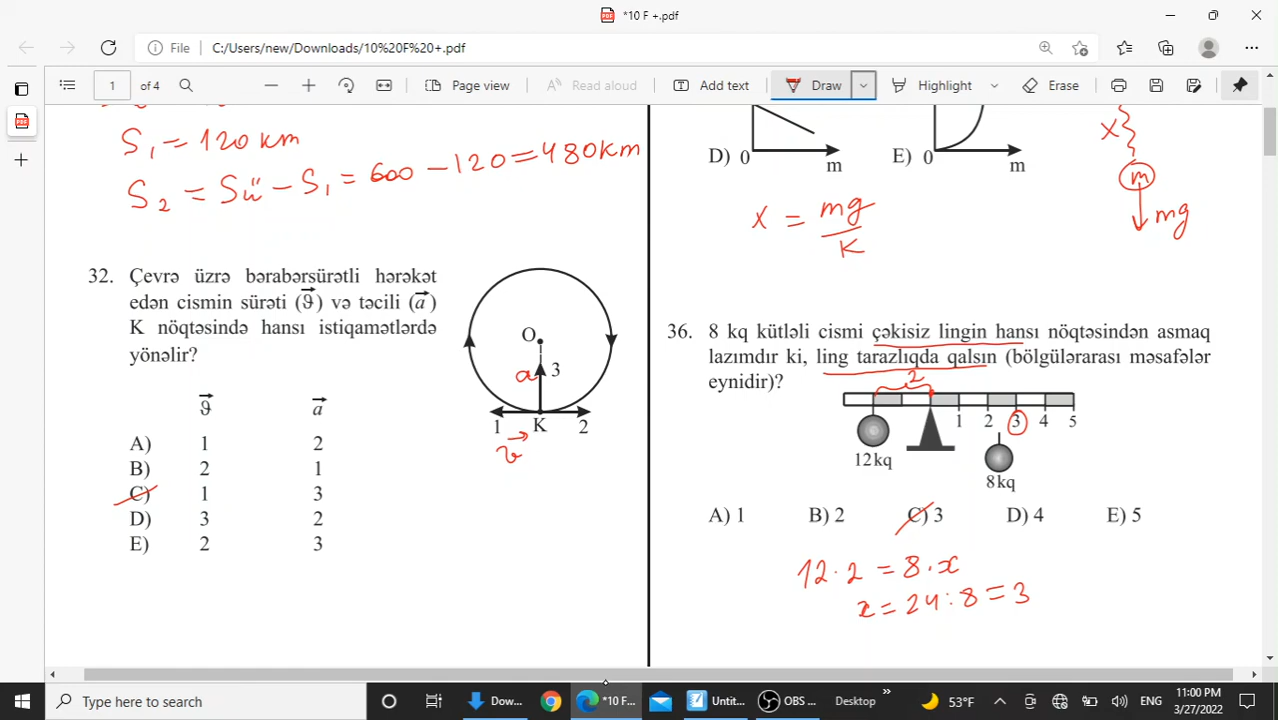 *10 F +.pdf
File
C:/Users/new/Downloads/10%20F%20+.pdf
1 of 4
Page view
Read aloud
Add text
Draw
Highlight
Erase
S₁ = 120 km
S₂ = Sü − S₁ = 600 − 120 = 480 km
32. Çevrə üzrə bərabərsürətli hərəkət
edən cismin sürəti (ϑ⃗) və təcili (a⃗)
K nöqtəsində hansı istiqamətlərdə
yönəlir?
ϑ⃗ a⃗
A) 1 2
B) 2 1
C) 1 3
D) 3 2
E) 2 3
O
a 3
1 K 2
v⃗
D) 0 m
E) 0 m
x
m
mg
x = mg/K
36. 8 kq kütləli cismi çəkisiz lingin hansı nöqtəsindən asmaq
lazımdır ki, ling tarazlıqda qalsın (bölgülərarası məsafələr
eynidir)?
2
1 2 3 4 5
12 kq
8 kq
A) 1 B) 2 C) 3 D) 4 E) 5
12 · 2 = 8 · x
x = 24 : 8 = 3
Type here to search
Dow...
*10 F...
Untit...
OBS ...
Desktop
53°F
ENG
11:00 PM
3/27/2022